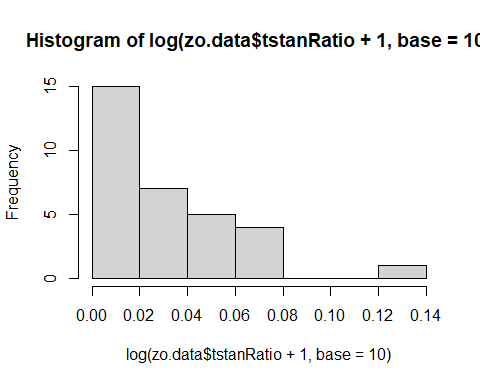 Histogram of log(zo.data$tstanRatio + 1, base = 10
Frequency
15
10
5
0
0.00 0.02 0.04 0.06 0.08 0.10 0.12 0.14
log(zo.data$tstanRatio + 1, base = 10)